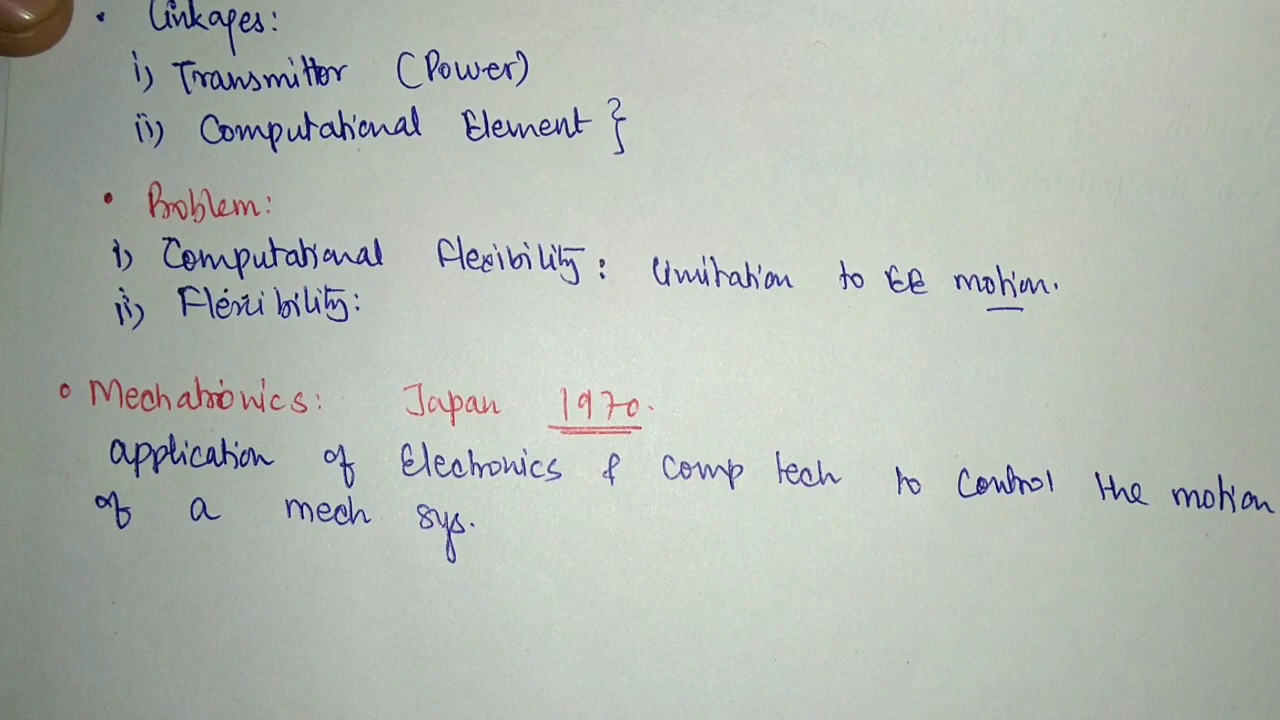 • Linkages:
i) Transmitter (Power)
ii) Computational Element }
• Problem:
i) Computational Flexibility: Limitation to EE motion.
ii) Flexibility:
• Mechatronics: Japan 1970.
application of Electronics & comp tech to control the motion
of a mech sys.